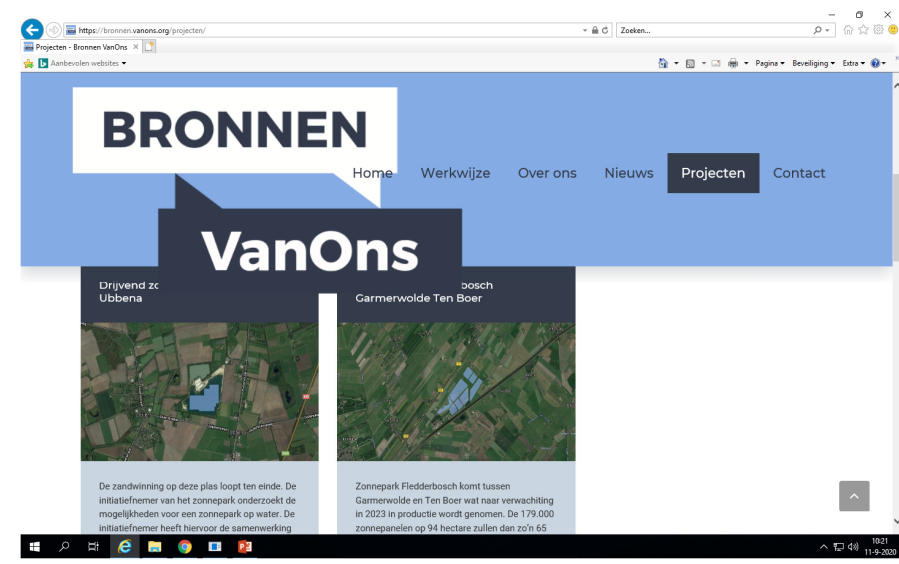 https://bronnen.vanons.org/projecten/
Zoeken...
Projecten - Bronnen VanOns
Aanbevolen websites
Pagina Beveiliging Extra
BRONNEN
VanOns
Home Werkwijze Over ons Nieuws Projecten Contact
Drijvend
Ubbena
bosch
Garmerwolde Ten Boer
De zandwinning op deze plas loopt ten einde. De
initiatiefnemer van het zonnepark onderzoekt de
mogelijkheden voor een zonnepark op water. De
initiatiefnemer heeft hiervoor de samenwerking
Zonnepark Fledderbosch komt tussen
Garmerwolde en Ten Boer wat naar verwachiting
in 2023 in productie wordt genomen. De 179.000
zonnepanelen op 94 hectare zullen dan zo'n 65
10:21
11-9-2020